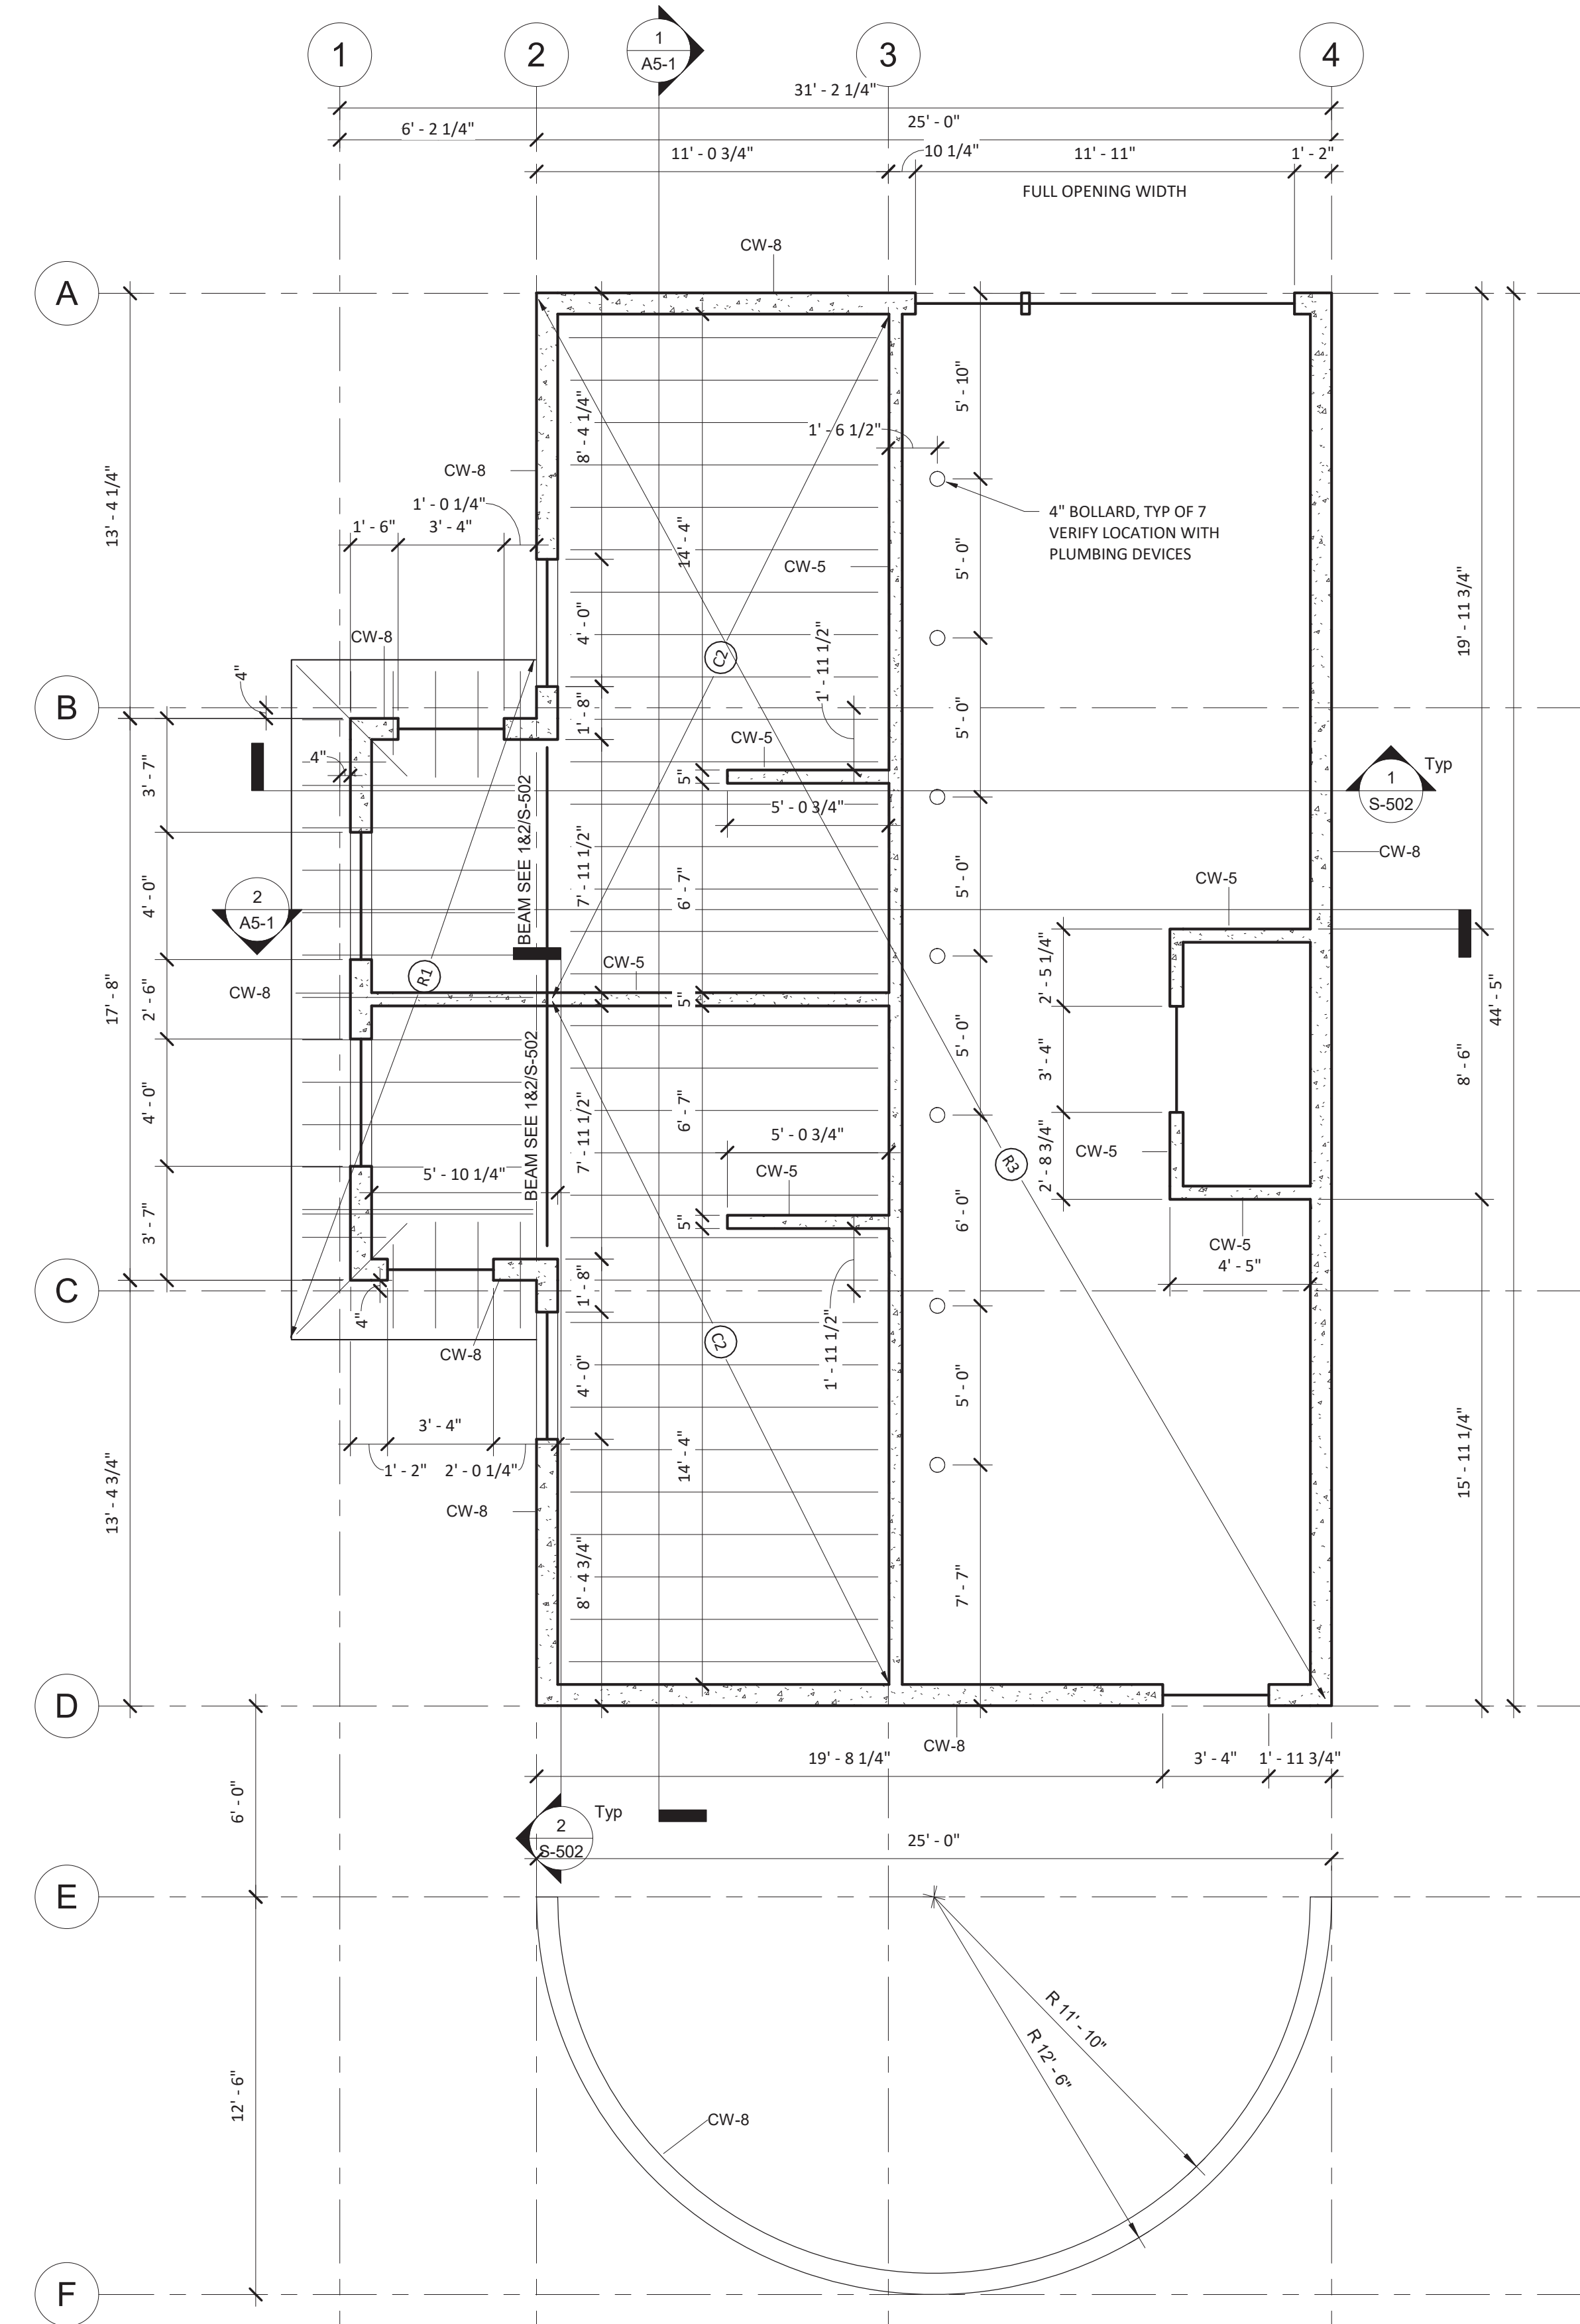 1
2
1
A5-1
3
4
31' - 2 1/4"
6' - 2 1/4"
25' - 0"
11' - 0 3/4"
10 1/4"
11' - 11"
1' - 2"
FULL OPENING WIDTH
CW-8
A
8' - 4 1/4"
5' - 10"
1' - 6 1/2"
13' - 4 1/4"
CW-8
1' - 0 1/4"
1' - 6"
3' - 4"
14' - 4"
4" BOLLARD, TYP OF 7
VERIFY LOCATION WITH
PLUMBING DEVICES
5' - 0"
CW-5
19' - 11 3/4"
4' - 0"
CW-8
C2
1' - 11 1/2"
4"
B
1' - 8"
5' - 0"
CW-5
4"
3' - 7"
5"
1
S-502
Typ
5' - 0 3/4"
BEAM SEE 1&2/S-502
7' - 11 1/2"
6' - 7"
CW-8
5' - 0"
CW-5
4' - 0"
2
A5-1
R1
CW-5
2' - 5 1/4"
CW-8
17' - 8"
2' - 6"
5"
44' - 5"
5' - 0"
3' - 4"
8' - 6"
BEAM SEE 1&2/S-502
4' - 0"
7' - 11 1/2"
6' - 7"
5' - 0 3/4"
CW-5
R3
CW-5
2' - 8 3/4"
5' - 10 1/4"
3' - 7"
5"
6' - 0"
CW-5
4' - 5"
C
1' - 8"
4"
C2
1' - 11 1/2"
CW-8
4' - 0"
5' - 0"
3' - 4"
1' - 2"
2' - 0 1/4"
14' - 4"
15' - 11 1/4"
13' - 4 3/4"
CW-8
8' - 4 3/4"
7' - 7"
D
CW-8
19' - 8 1/4"
3' - 4"
1' - 11 3/4"
6' - 0"
2
S-502
Typ
25' - 0"
E
R 11' - 10"
R 12' - 6"
12' - 6"
CW-8
F